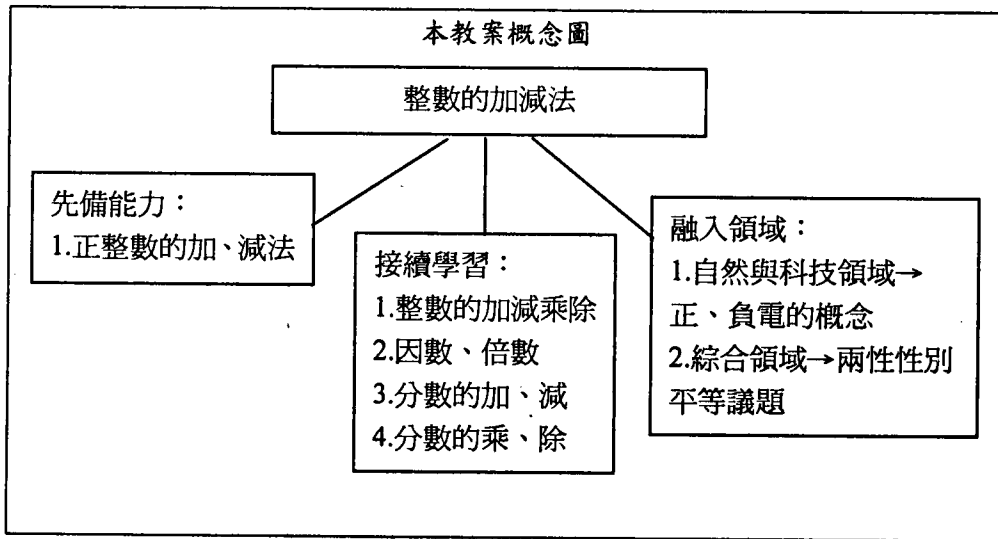 本教案概念圖
整數的加減法
先備能力：
1.正整數的加、減法
接續學習：
1.整數的加減乘除
2.因數、倍數
3.分數的加、減
4.分數的乘、除
融入領域：
1.自然與科技領域→
正、負電的概念
2.綜合領域→兩性性別
平等議題